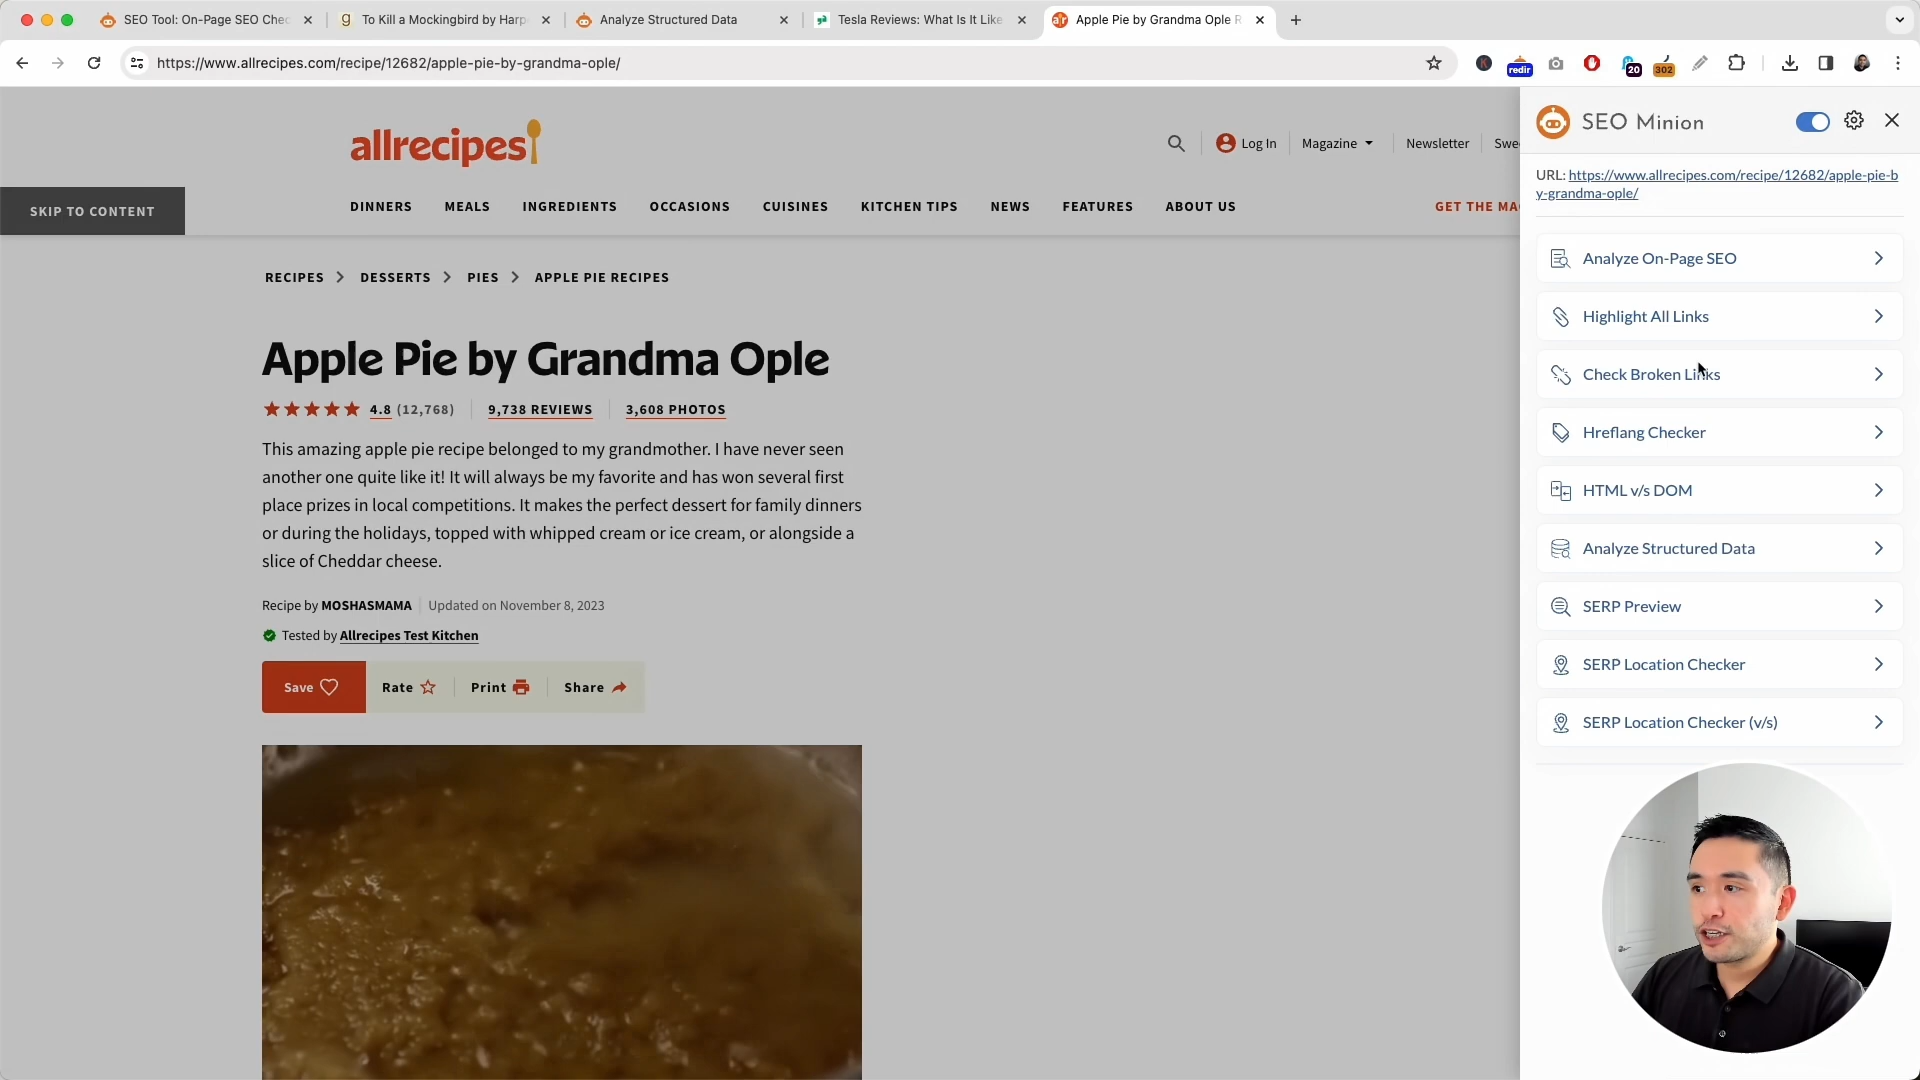 SEO Tool: On-Page SEO Chec
To Kill a Mockingbird by Harp
Analyze Structured Data
Tesla Reviews: What Is It Like
Apple Pie by Grandma Ople R
https://www.allrecipes.com/recipe/12682/apple-pie-by-grandma-ople/
redir
20
302
allrecipes
Log In
Magazine
Newsletter
Swe
SKIP TO CONTENT
DINNERS
MEALS
INGREDIENTS
OCCASIONS
CUISINES
KITCHEN TIPS
NEWS
FEATURES
ABOUT US
GET THE MA
RECIPES > DESSERTS > PIES > APPLE PIE RECIPES
Apple Pie by Grandma Ople
4.8 (12,768)
9,738 REVIEWS
3,608 PHOTOS
This amazing apple pie recipe belonged to my grandmother. I have never seen
another one quite like it! It will always be my favorite and has won several first
place prizes in local competitions. It makes the perfect dessert for family dinners
or during the holidays, topped with whipped cream or ice cream, or alongside a
slice of Cheddar cheese.
Recipe by MOSHASMAMA
Updated on November 8, 2023
Tested by Allrecipes Test Kitchen
Save
Rate
Print
Share
SEO Minion
URL: https://www.allrecipes.com/recipe/12682/apple-pie-b
y-grandma-ople/
Analyze On-Page SEO
Highlight All Links
Check Broken Links
Hreflang Checker
HTML v/s DOM
Analyze Structured Data
SERP Preview
SERP Location Checker
SERP Location Checker (v/s)